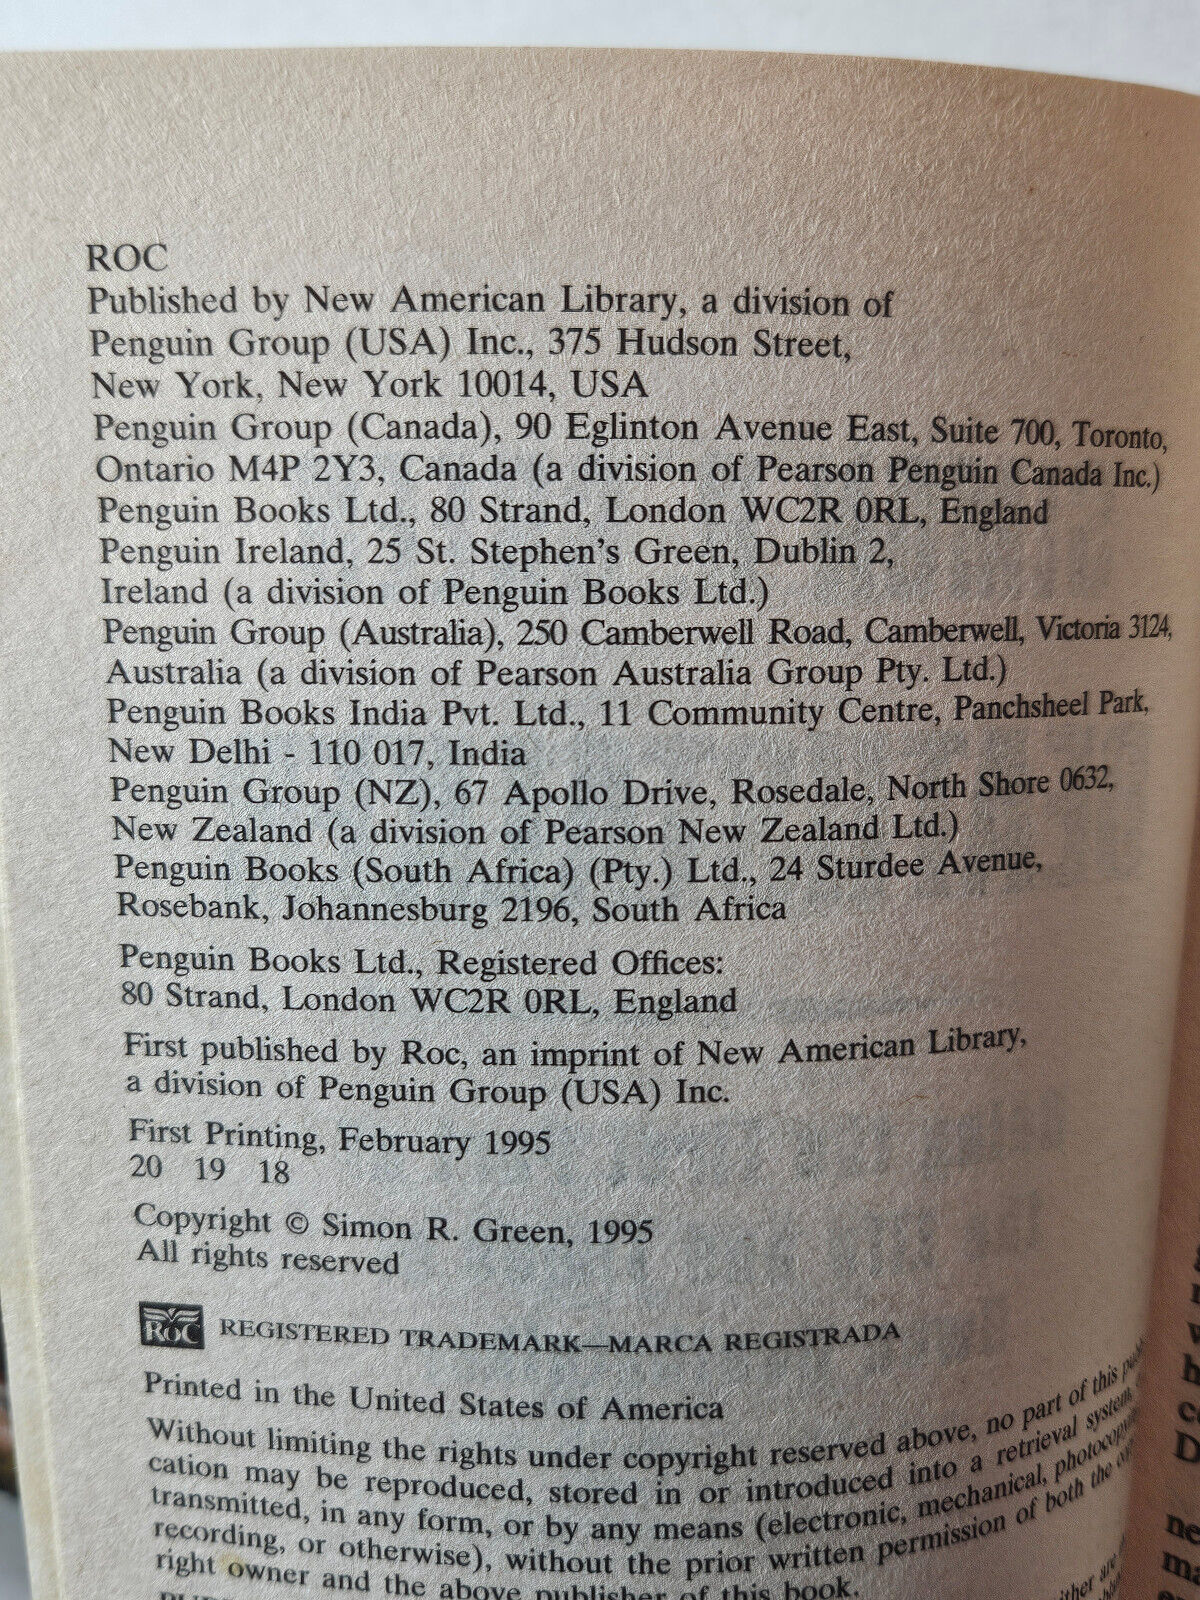 ROC
Published by New American Library, a division of
Penguin Group (USA) Inc., 375 Hudson Street,
New York, New York 10014, USA
Penguin Group (Canada), 90 Eglinton Avenue East, Suite 700, Toronto,
Ontario M4P 2Y3, Canada (a division of Pearson Penguin Canada Inc.)
Penguin Books Ltd., 80 Strand, London WC2R 0RL, England
Penguin Ireland, 25 St. Stephen's Green, Dublin 2,
Ireland (a division of Penguin Books Ltd.)
Penguin Group (Australia), 250 Camberwell Road, Camberwell, Victoria 3124,
Australia (a division of Pearson Australia Group Pty. Ltd.)
Penguin Books India Pvt. Ltd., 11 Community Centre, Panchsheel Park,
New Delhi - 110 017, India
Penguin Group (NZ), 67 Apollo Drive, Rosedale, North Shore 0632,
New Zealand (a division of Pearson New Zealand Ltd.)
Penguin Books (South Africa) (Pty.) Ltd., 24 Sturdee Avenue,
Rosebank, Johannesburg 2196, South Africa
Penguin Books Ltd., Registered Offices:
80 Strand, London WC2R 0RL, England
First published by Roc, an imprint of New American Library,
a division of Penguin Group (USA) Inc.
First Printing, February 1995
20 19 18
Copyright © Simon R. Green, 1995
All rights reserved
ROC REGISTERED TRADEMARK—MARCA REGISTRADA
Printed in the United States of America
Without limiting the rights under copyright reserved above, no part of this
cation may be reproduced, stored in or introduced into a retrieval system,
transmitted, in any form, or by any means (electronic, mechanical,
recording, or otherwise), without the prior written permission of both the
right owner and the above publisher of this book.